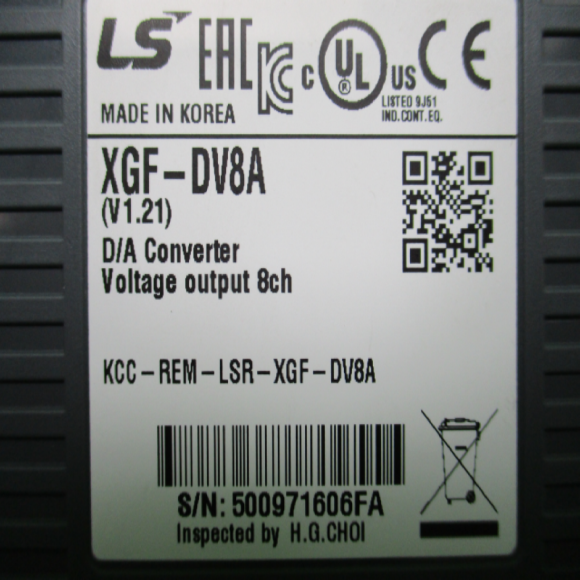 LS EAC KC c UL ® US CE
LISTED 9J51
IND.CONT.EQ.
MADE IN KOREA
XGF-DV8A
(V1.21)
D/A Converter
Voltage output 8ch
KCC-REM-LSR-XGF-DV8A
S/N: 500971606FA
Inspected by H.G.CHOI